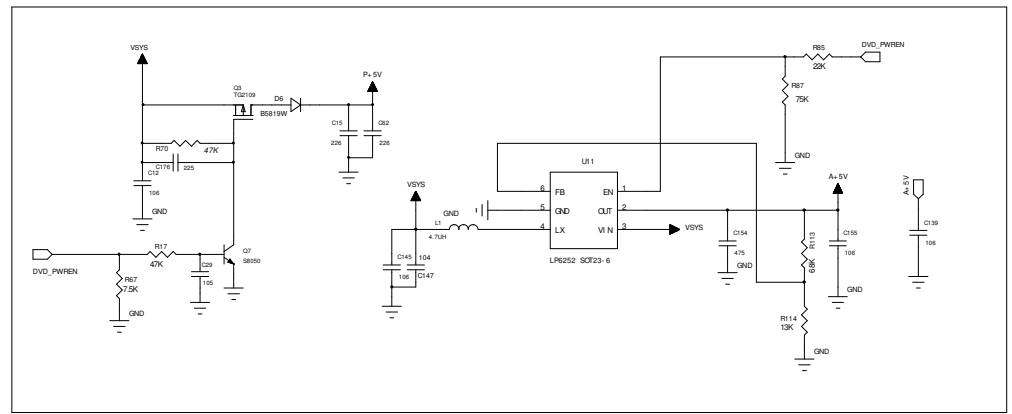 VSYS
Q3
TG2109
D6
B5819W
P+5V
C15
226
C62
226
R70
47K
C176
225
C12
106
GND
DVD_PWREN
R17
47K
R67
7.5K
GND
C29
105
Q7
S8050
DVD_PWREN
R85
22K
R87
75K
GND
U11
6 FB EN 1
5 GND OUT 2
4 LX VIN 3
LP6252 SOT23-6
VSYS
GND
L1
4.7UH
C145
106
104
C147
VSYS
A+5V
C154
475
GND
R113
68K
C155
106
GND
R114
13K
GND
A+5V
C139
106